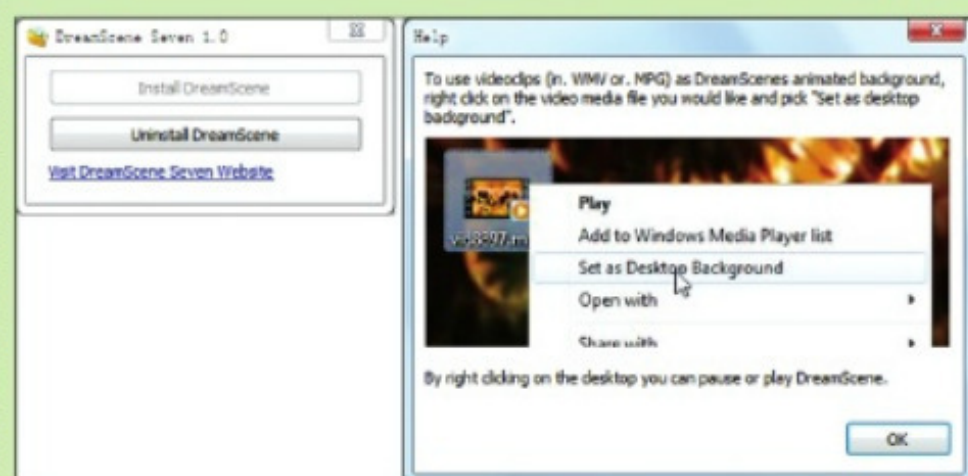 DreamScene Seven 1.0
Install DreamScene
Uninstall DreamScene
Visit DreamScene Seven Website
Help
To use videoclips (in. WMV or. MPG) as DreamScenes animated background,
right click on the video media file you would like and pick "Set as desktop
background".
Play
Add to Windows Media Player list
Set as Desktop Background
Open with
Share with
By right clicking on the desktop you can pause or play DreamScene.
OK